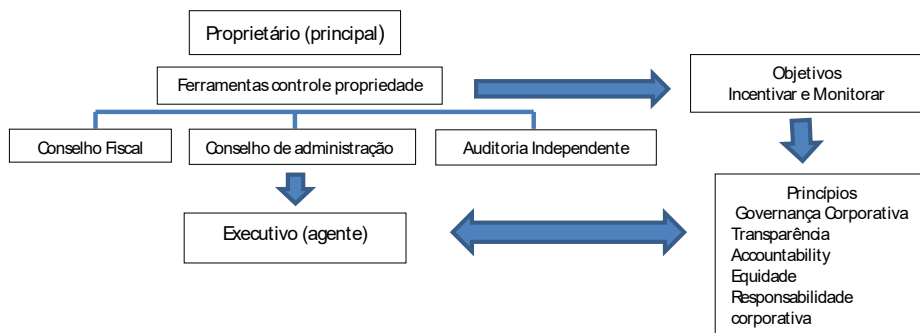 Proprietário (principal)
Ferramentas controle propriedade
Objetivos
Incentivar e Monitorar
Conselho Fiscal
Conselho de administração
Auditoria Independente
Executivo (agente)
Princípios
Governança Corporativa
Transparência
Accountability
Equidade
Responsabilidade
corporativa